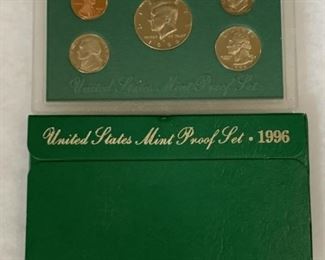 United States Mint Proof Set
United States Mint Proof Set • 1996